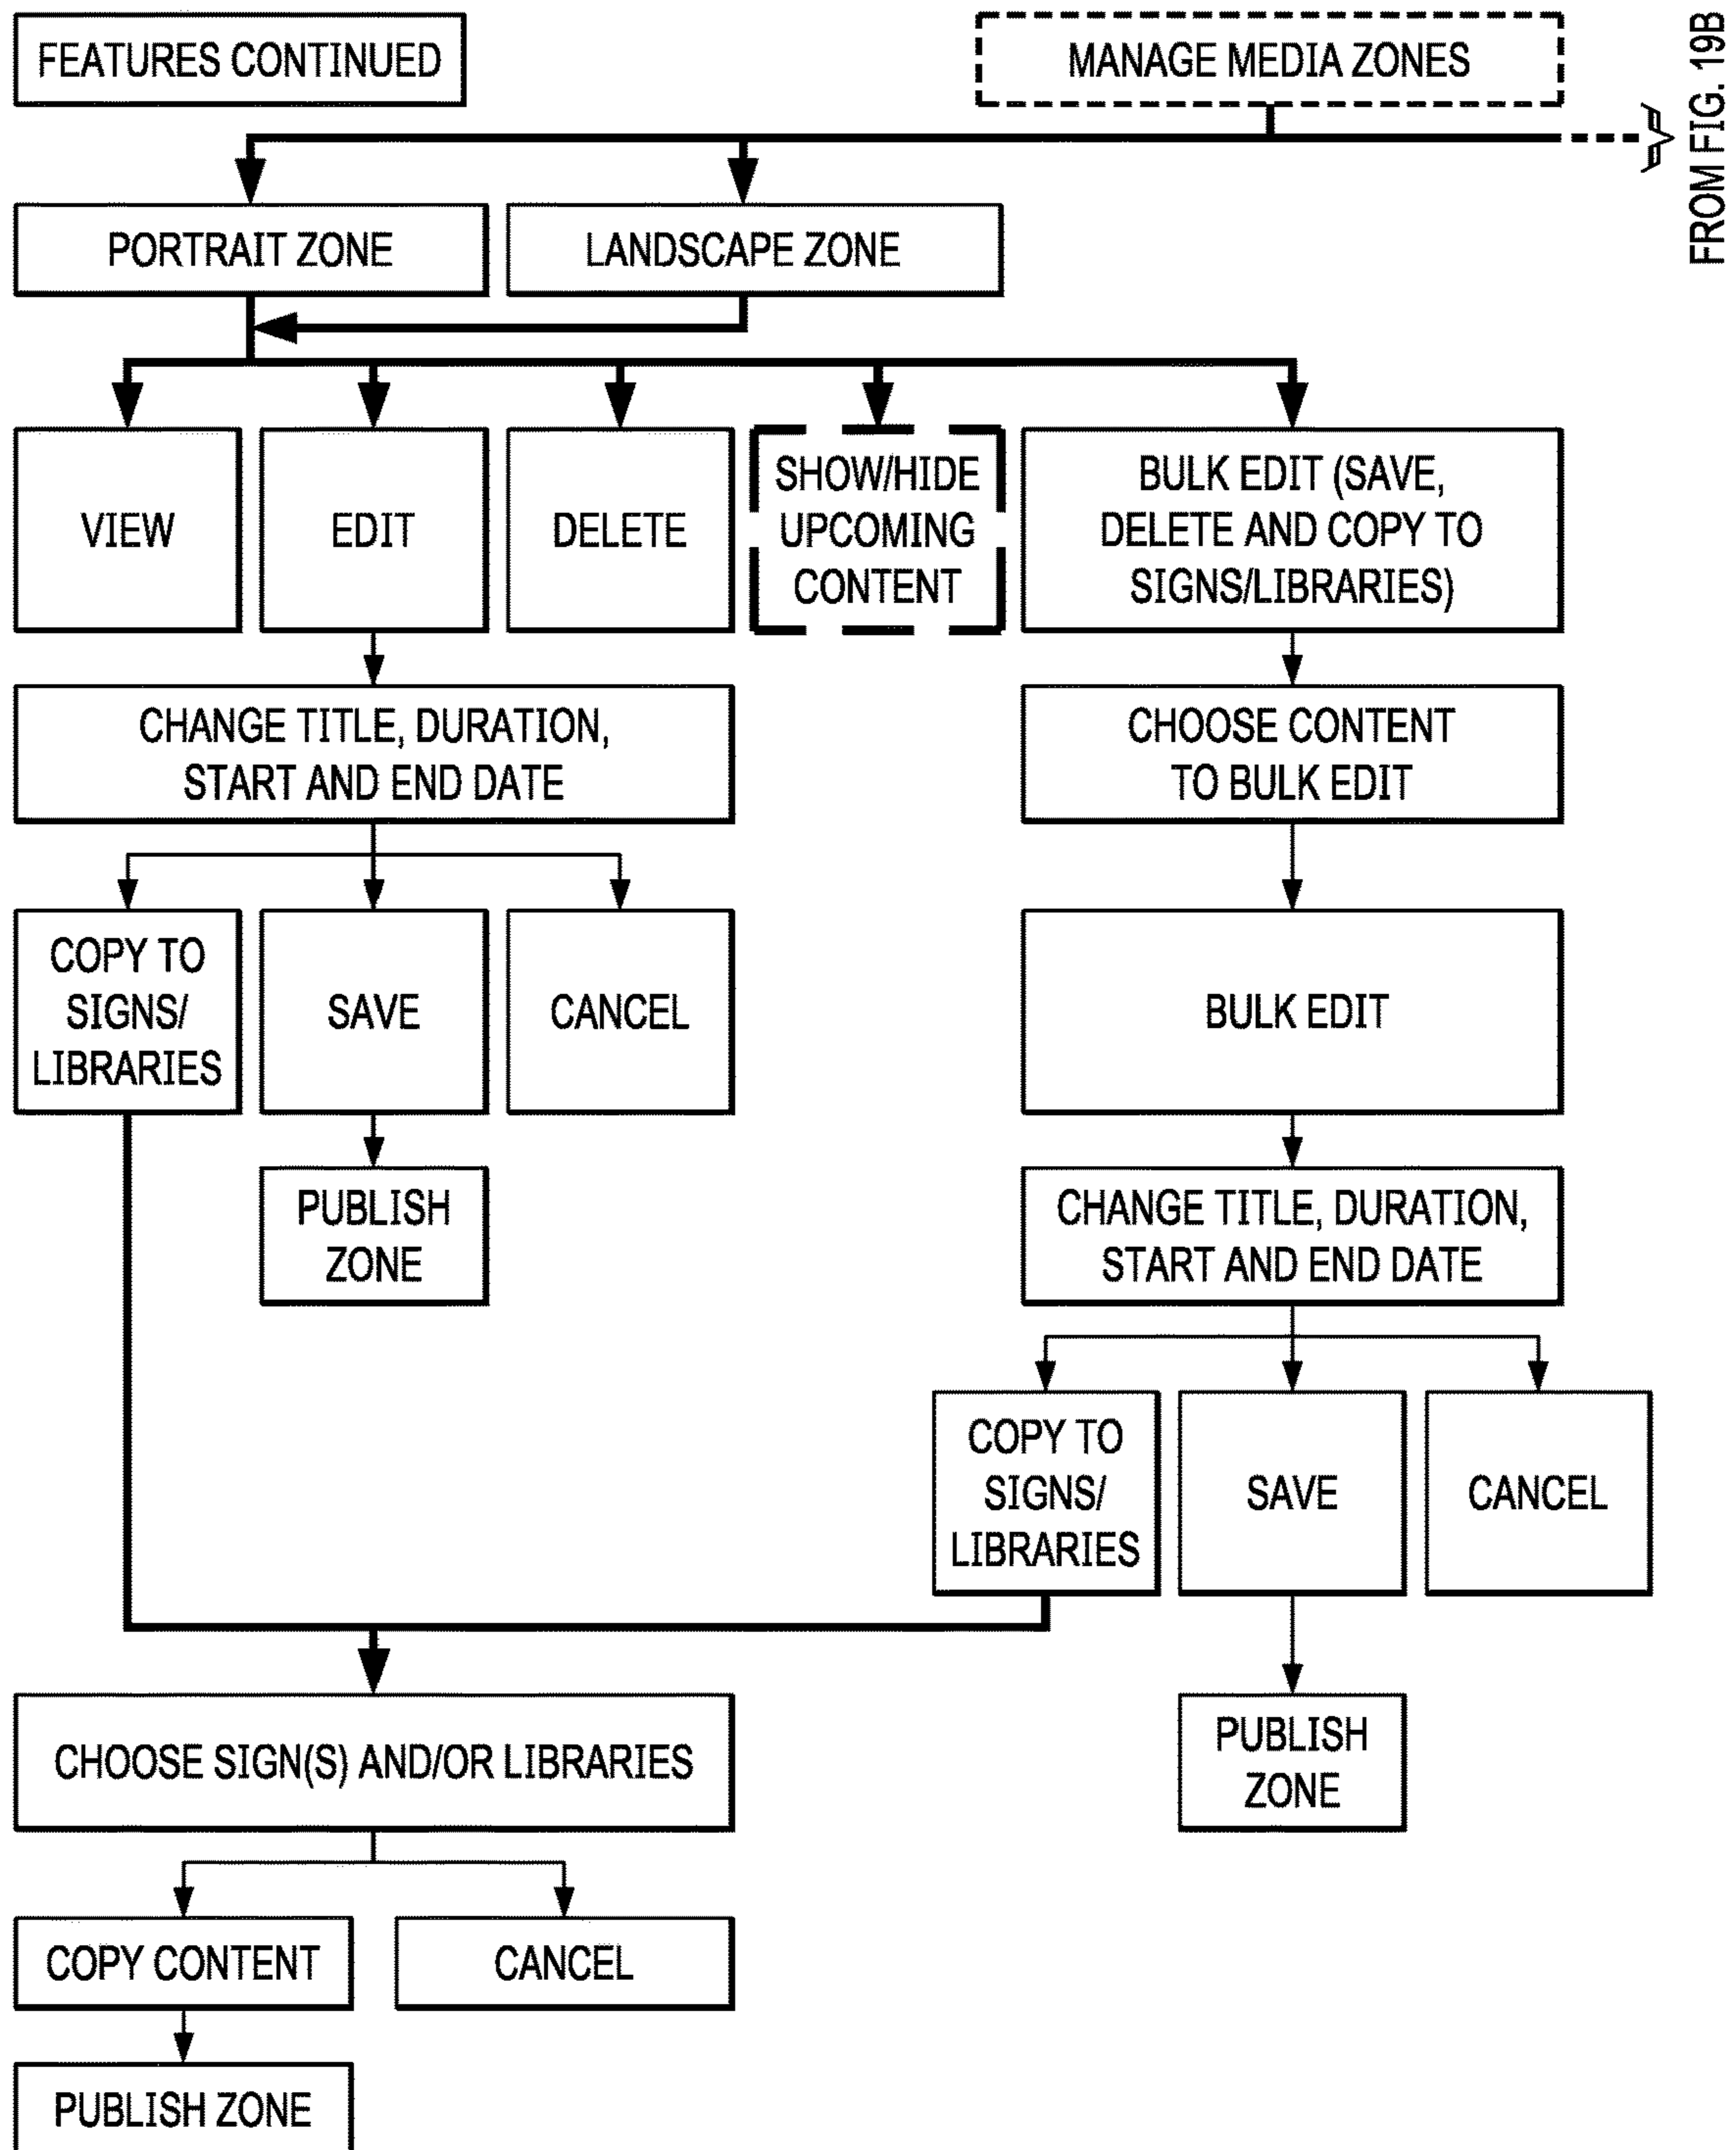 FEATURES CONTINUED
MANAGE MEDIA ZONES
FROM FIG. 19B
PORTRAIT ZONE
LANDSCAPE ZONE
VIEW
EDIT
DELETE
SHOW/HIDE
UPCOMING
CONTENT
BULK EDIT (SAVE,
DELETE AND COPY TO
SIGNS/LIBRARIES)
CHANGE TITLE, DURATION,
START AND END DATE
CHOOSE CONTENT
TO BULK EDIT
COPY TO
SIGNS/
LIBRARIES
SAVE
CANCEL
BULK EDIT
PUBLISH
ZONE
CHANGE TITLE, DURATION,
START AND END DATE
COPY TO
SIGNS/
LIBRARIES
SAVE
CANCEL
CHOOSE SIGN(S) AND/OR LIBRARIES
PUBLISH
ZONE
COPY CONTENT
CANCEL
PUBLISH ZONE